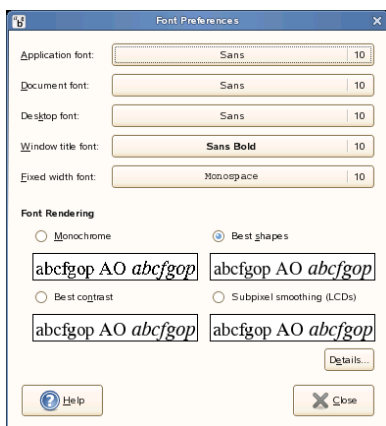 Font Preferences
Application font: Sans 10
Document font: Sans 10
Desktop font: Sans 10
Window title font: Sans Bold 10
Fixed width font: Monospace 10
Font Rendering
Monochrome Best shapes
abcfgop AO abcfgop abcfgop AO abcfgop
Best contrast Subpixel smoothing (LCDs)
abcfgop AO abcfgop abcfgop AO abcfgop
Details...
Help Close